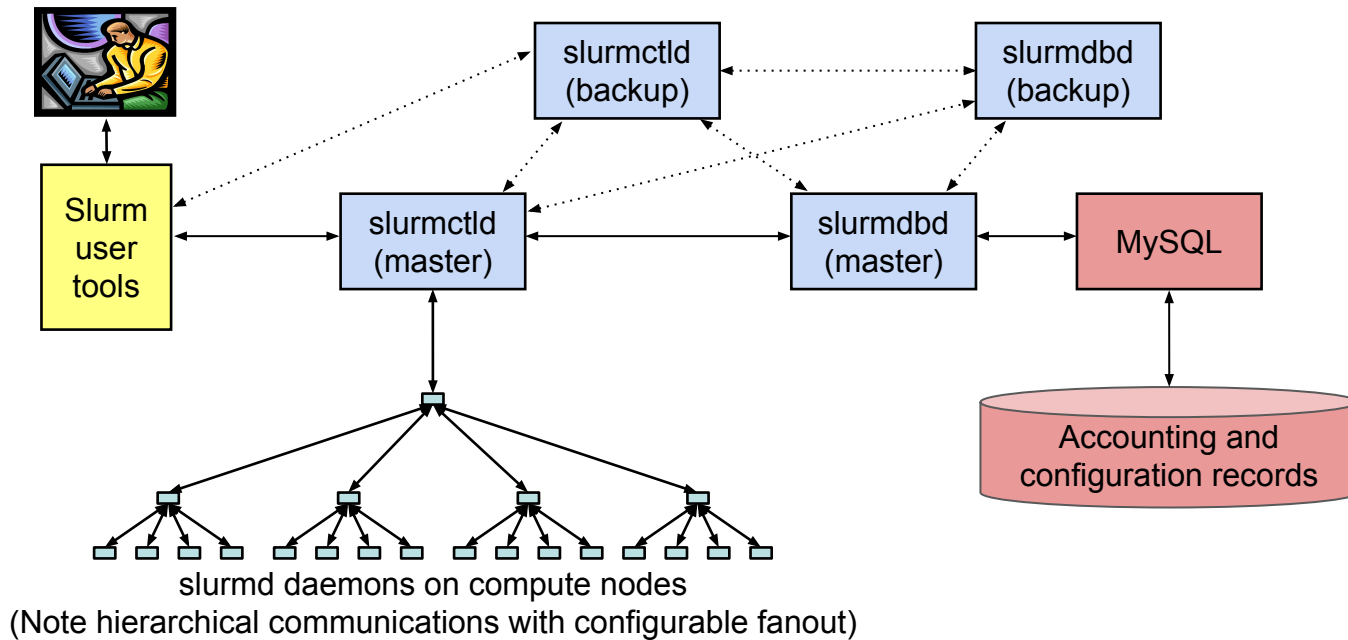 slurmctld
(backup)
slurmdbd
(backup)
Slurm
user
tools
slurmctld
(master)
slurmdbd
(master)
MySQL
Accounting and
configuration records
slurmd daemons on compute nodes
(Note hierarchical communications with configurable fanout)